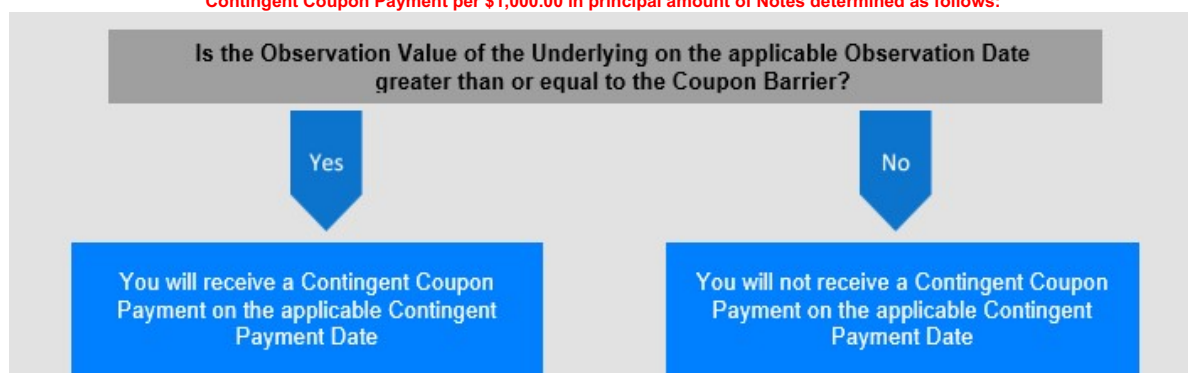 Contingent Coupon Payment per $1,000.00 in principal amount of Notes determined as follows:
Is the Observation Value of the Underlying on the applicable Observation Date
greater than or equal to the Coupon Barrier?
Yes
No
You will receive a Contingent Coupon
Payment on the applicable Contingent
Payment Date
You will not receive a Contingent Coupon
Payment on the applicable Contingent
Payment Date